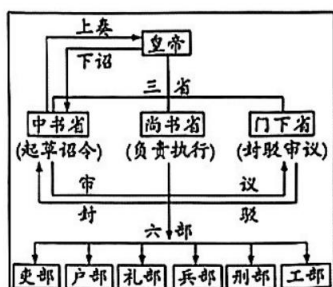 上奏
皇帝
下诏
三省
中书省 尚书省 门下省
(起草诏令) (负责执行) (封驳审议)
审 议
封 驳
六部
吏部 户部 礼部 兵部 刑部 工部